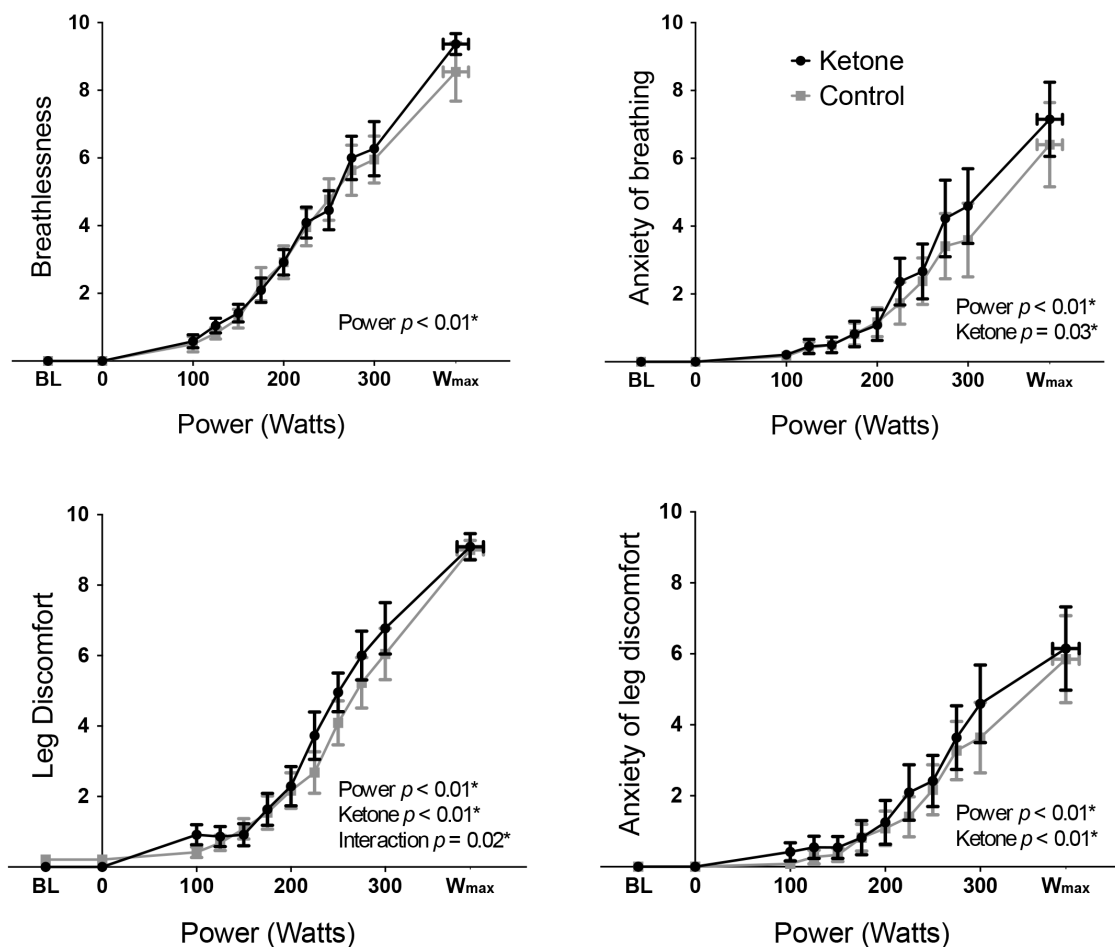 Breathlessness
10
8
6
4
2
Power p < 0.01*
BL 0 100 200 300 Wmax
Power (Watts)
Anxiety of breathing
10
8
6
4
2
Ketone
Control
Power p < 0.01*
Ketone p = 0.03*
BL 0 100 200 300 Wmax
Power (Watts)
Leg Discomfort
10
8
6
4
2
Power p < 0.01*
Ketone p < 0.01*
Interaction p = 0.02*
BL 0 100 200 300 Wmax
Power (Watts)
Anxiety of leg discomfort
10
8
6
4
2
Power p < 0.01*
Ketone p < 0.01*
BL 0 100 200 300 Wmax
Power (Watts)